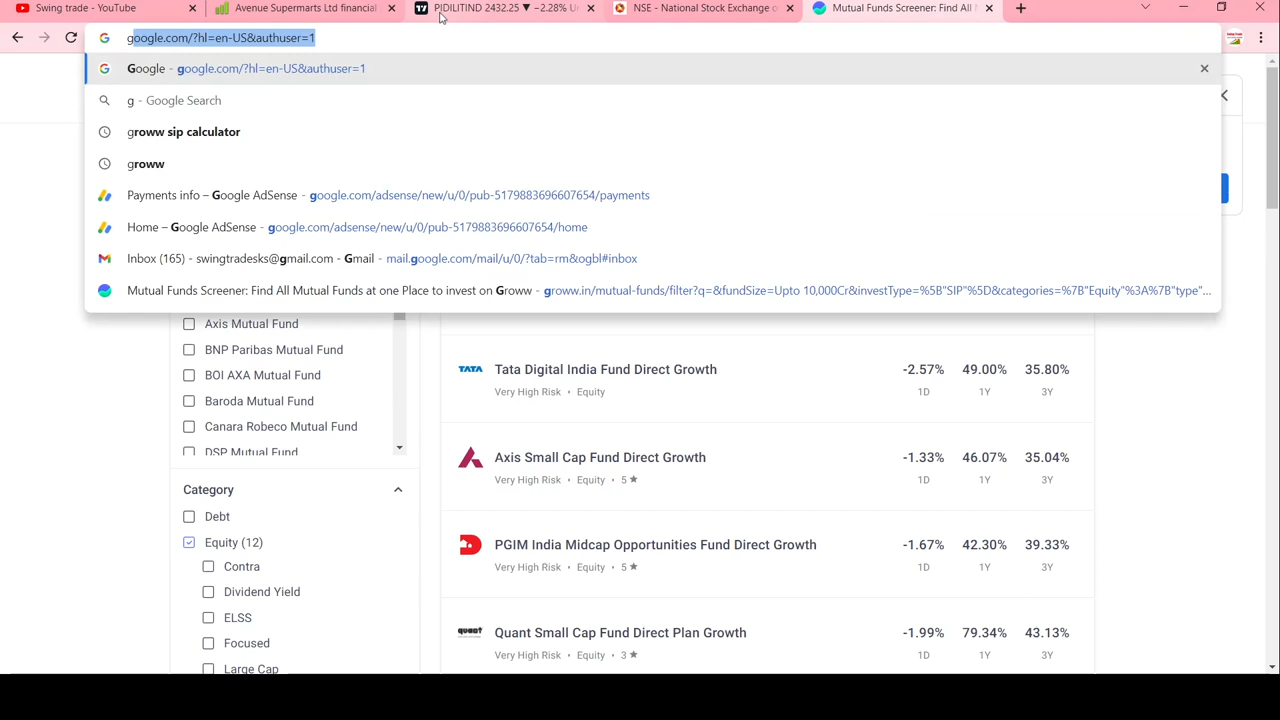 Swing trade - YouTube
Avenue Supermarts Ltd financial
PIDILITIND 2432.25 ▼ −2.28% Un
NSE - National Stock Exchange o
Mutual Funds Screener: Find All M
google.com/?hl=en-US&authuser=1
Google - google.com/?hl=en-US&authuser=1
g - Google Search
groww sip calculator
groww
Payments info – Google AdSense - google.com/adsense/new/u/0/pub-5179883696607654/payments
Home – Google AdSense - google.com/adsense/new/u/0/pub-5179883696607654/home
Inbox (165) - swingtradesks@gmail.com - Gmail - mail.google.com/mail/u/0/?tab=rm&ogbl#inbox
Mutual Funds Screener: Find All Mutual Funds at one Place to invest on Groww - groww.in/mutual-funds/filter?q=&fundSize=Upto 10,000Cr&investType=%5B"SIP"%5D&categories=%7B"Equity"%3A%7B"type"...
Axis Mutual Fund
BNP Paribas Mutual Fund
BOI AXA Mutual Fund
Baroda Mutual Fund
Canara Robeco Mutual Fund
DSP Mutual Fund
Category
Debt
Equity (12)
Contra
Dividend Yield
ELSS
Focused
Large Cap
TATA
Tata Digital India Fund Direct Growth
-2.57% 49.00% 35.80%
Very High Risk • Equity
1D 1Y 3Y
Axis Small Cap Fund Direct Growth
-1.33% 46.07% 35.04%
Very High Risk • Equity • 5 ★
1D 1Y 3Y
PGIM India Midcap Opportunities Fund Direct Growth
-1.67% 42.30% 39.33%
Very High Risk • Equity • 5 ★
1D 1Y 3Y
quant
Quant Small Cap Fund Direct Plan Growth
-1.99% 79.34% 43.13%
Very High Risk • Equity • 3 ★
1D 1Y 3Y